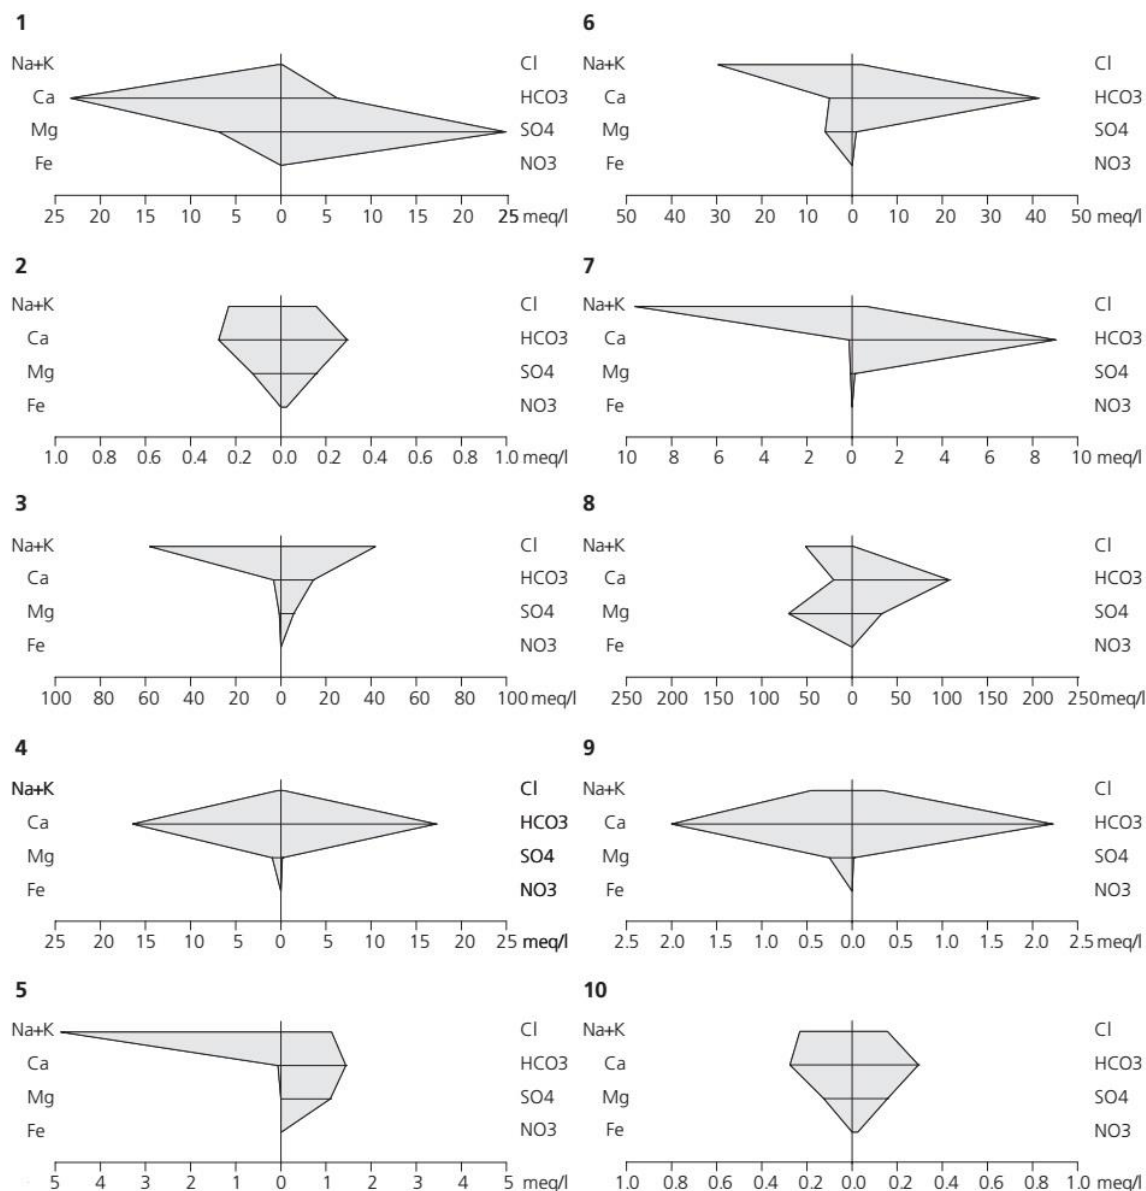 1
Na+K Cl
Ca HCO3
Mg SO4
Fe NO3
25 20 15 10 5 0 5 10 15 20 25 meq/l
2
Na+K Cl
Ca HCO3
Mg SO4
Fe NO3
1.0 0.8 0.6 0.4 0.2 0.0 0.2 0.4 0.6 0.8 1.0 meq/l
3
Na+K Cl
Ca HCO3
Mg SO4
Fe NO3
100 80 60 40 20 0 20 40 60 80 100 meq/l
4
Na+K Cl
Ca HCO3
Mg SO4
Fe NO3
25 20 15 10 5 0 5 10 15 20 25 meq/l
5
Na+K Cl
Ca HCO3
Mg SO4
Fe NO3
5 4 3 2 1 0 1 2 3 4 5 meq/l
6
Na+K Cl
Ca HCO3
Mg SO4
Fe NO3
50 40 30 20 10 0 10 20 30 40 50 meq/l
7
Na+K Cl
Ca HCO3
Mg SO4
Fe NO3
10 8 6 4 2 0 2 4 6 8 10 meq/l
8
Na+K Cl
Ca HCO3
Mg SO4
Fe NO3
250 200 150 100 50 0 50 100 150 200 250 meq/l
9
Na+K Cl
Ca HCO3
Mg SO4
Fe NO3
2.5 2.0 1.5 1.0 0.5 0.0 0.5 1.0 1.5 2.0 2.5 meq/l
10
Na+K Cl
Ca HCO3
Mg SO4
Fe NO3
1.0 0.8 0.6 0.4 0.2 0.0 0.2 0.4 0.6 0.8 1.0 meq/l